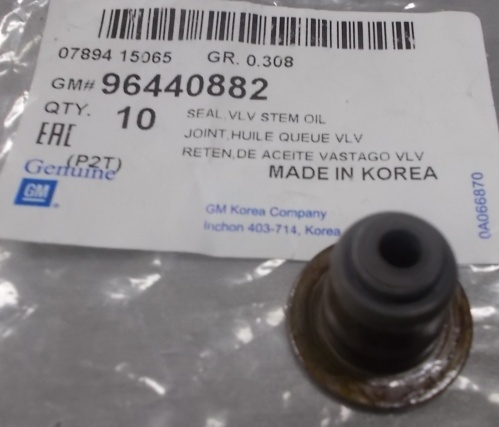 07894 15065 GR. 0.308
GM# 96440882
QTY. 10
SEAL,VLV STEM OIL
JOINT,HUILE QUEUE VLV
RETEN,DE ACEITE VASTAGO VLV
EAC
(P2T)
MADE IN KOREA
Genuine
GM
GM Korea Company
Inchon 403-714, Korea
0A066870